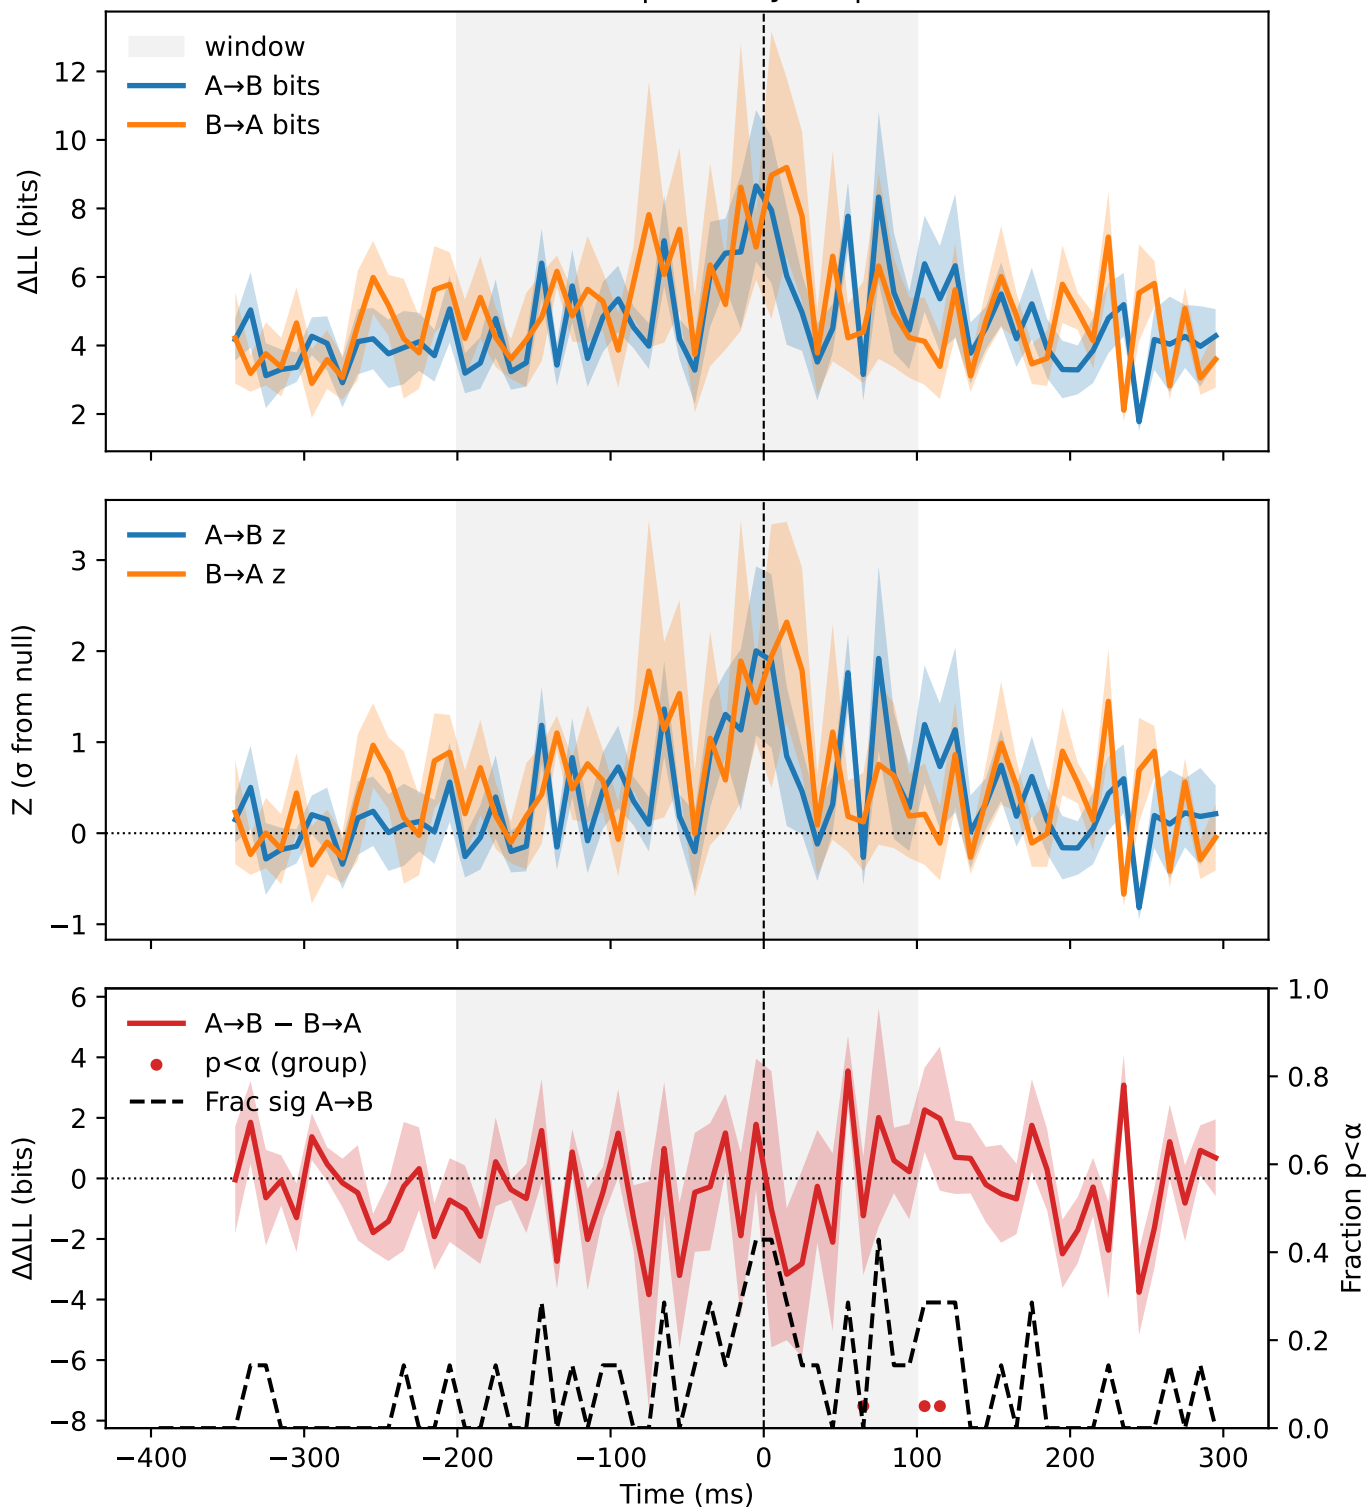 window
A→B bits
B→A bits
ΔLL (bits)
12
10
8
6
4
2
A→B z
B→A z
Z (σ from null)
3
2
1
0
−1
A→B − B→A
p<α (group)
Frac sig A→B
ΔΔLL (bits)
6
4
2
0
−2
−4
−6
−8
1.0
0.8
0.6
0.4
0.2
0.0
Fraction p<α
−400 −300 −200 −100 0 100 200 300
Time (ms)